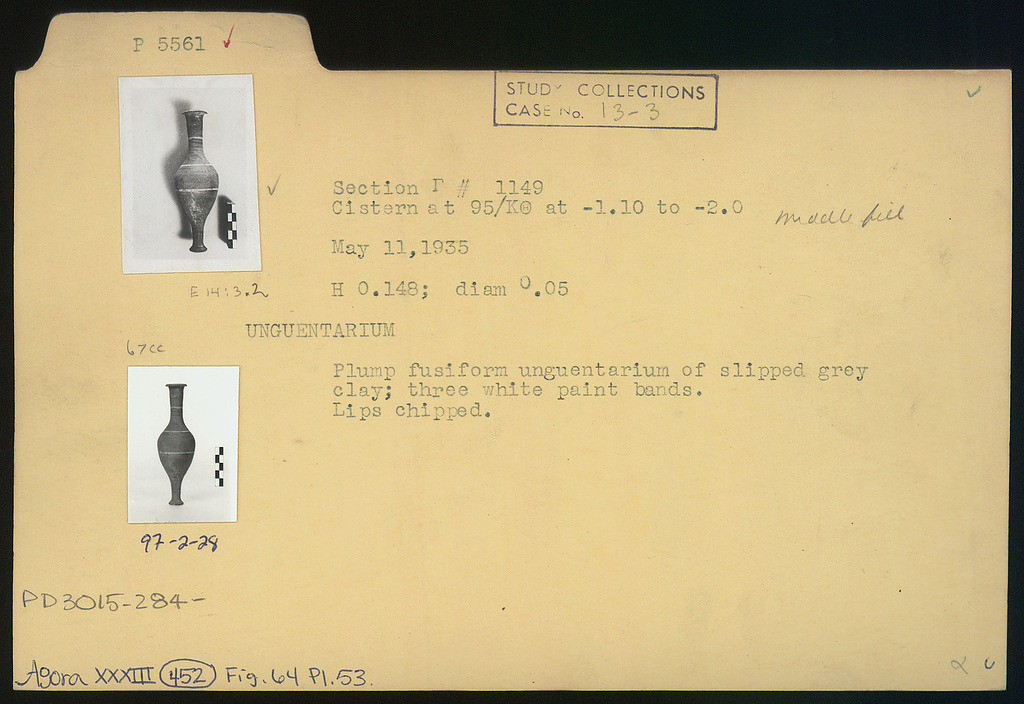 P 5561 ✓
STUDY COLLECTIONS
CASE No. 13-3
Section Γ # 1149
Cistern at 95/ΚΘ at -1.10 to -2.0
middle fill
May 11,1935
H 0.148; diam 0.05
E 14:3.2
UNGUENTARIUM
67cc
Plump fusiform unguentarium of slipped grey
clay; three white paint bands.
Lips chipped.
97-2-28
PD3015-284-
Agora XXXIII 452 Fig. 64 Pl. 53.
α